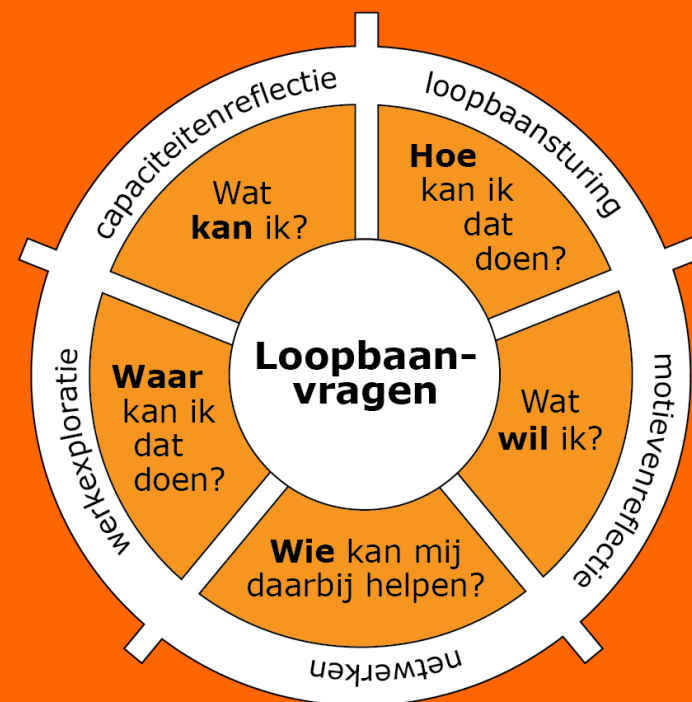 capaciteitenreflectie
loopbaansturing
Wat
kan ik?
Hoe
kan ik
dat
doen?
Loopbaan-
vragen
Waar
kan ik
dat
doen?
Wat
wil ik?
Wie kan mij
daarbij helpen?
werkexploratie
motievenreflectie
netwerken